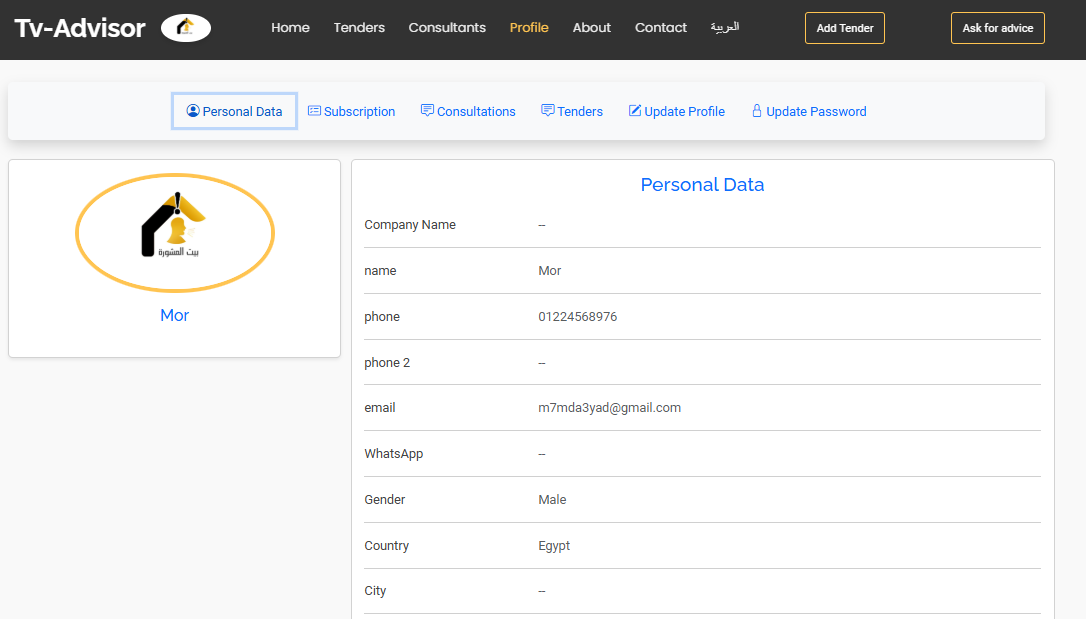 Tv-Advisor
Home Tenders Consultants Profile About Contact العربية Add Tender Ask for advice
Personal Data Subscription Consultations Tenders Update Profile Update Password
بيت المشورة
Mor
Personal Data
Company Name --
name Mor
phone 01224568976
phone 2 --
email m7mda3yad@gmail.com
WhatsApp --
Gender Male
Country Egypt
City --